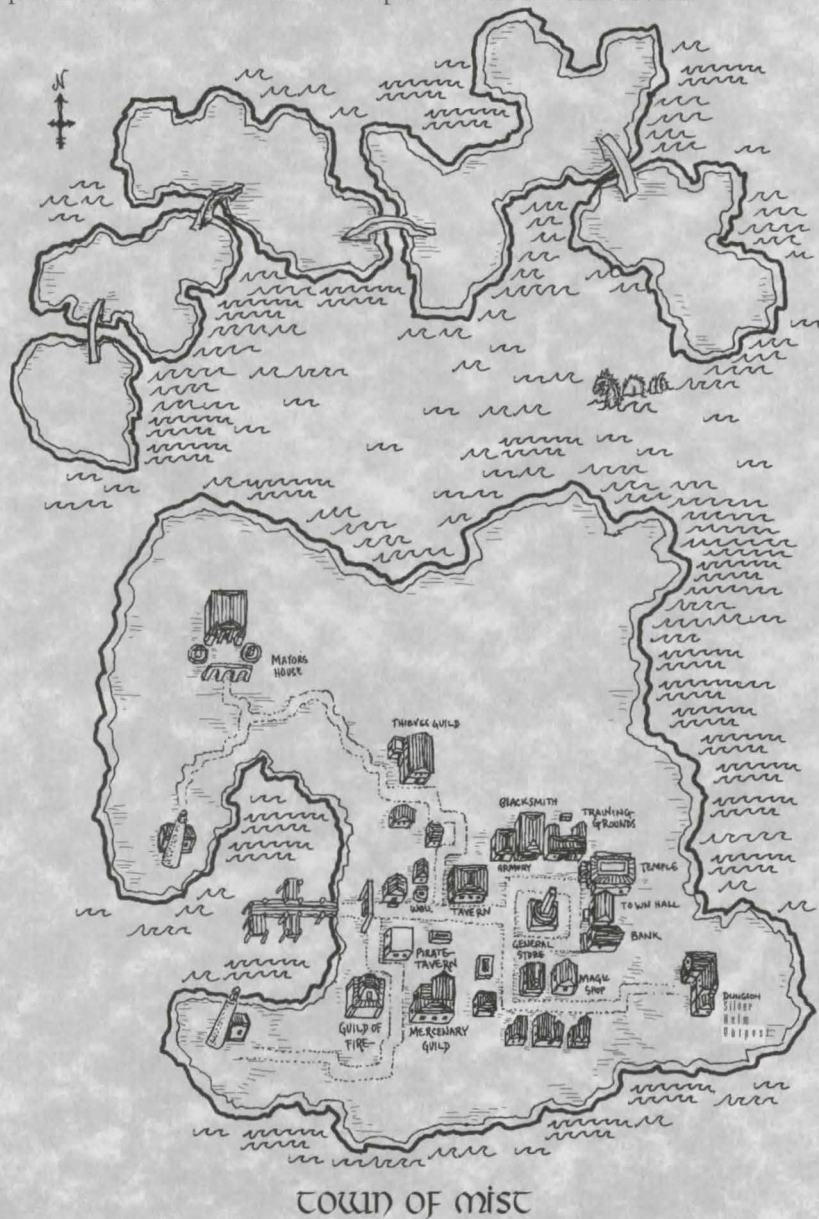 N
MAYORS
HOUSE
THIEVES GUILD
BLACKSMITH
TRAINING
GROUNDS
ARMORY
TEMPLE
WELL
TAVERN
TOWN HALL
GENERAL
STORE
BANK
PIRATE
TAVERN
MAGIC
SHOP
GUILD OF
FIRE
MERCENARY
GUILD
DUNGEON
Silver
Helm
Outpost
TOWN OF MIST